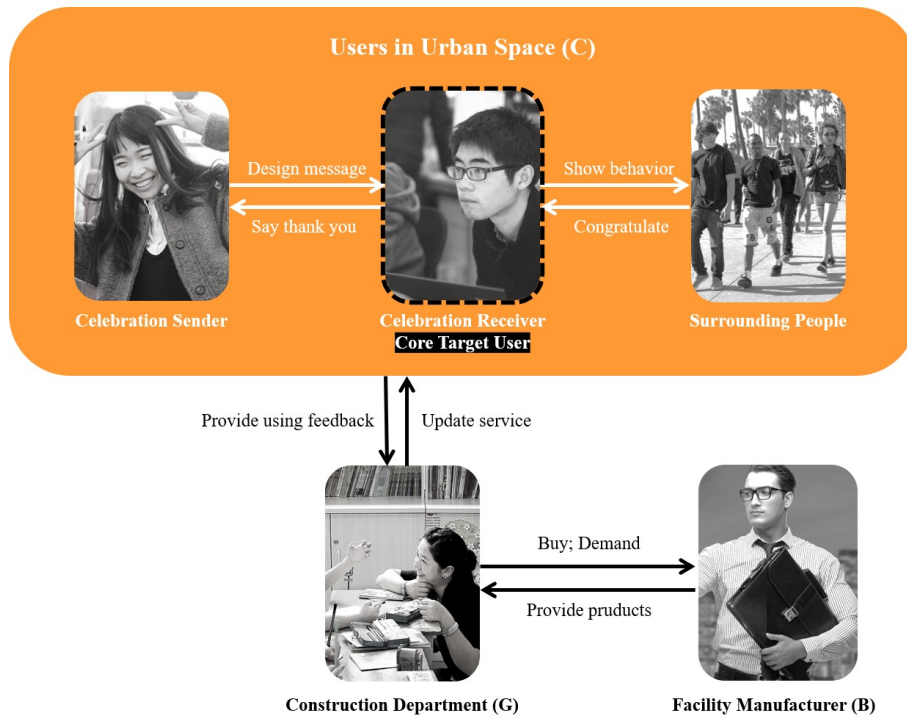 Users in Urban Space (C)
Design message
Show behavior
Say thank you
Congratulate
Celebration Sender
Celebration Receiver
Surrounding People
Core Target User
Provide using feedback
Update service
Buy; Demand
Provide pruducts
Construction Department (G)
Facility Manufacturer (B)